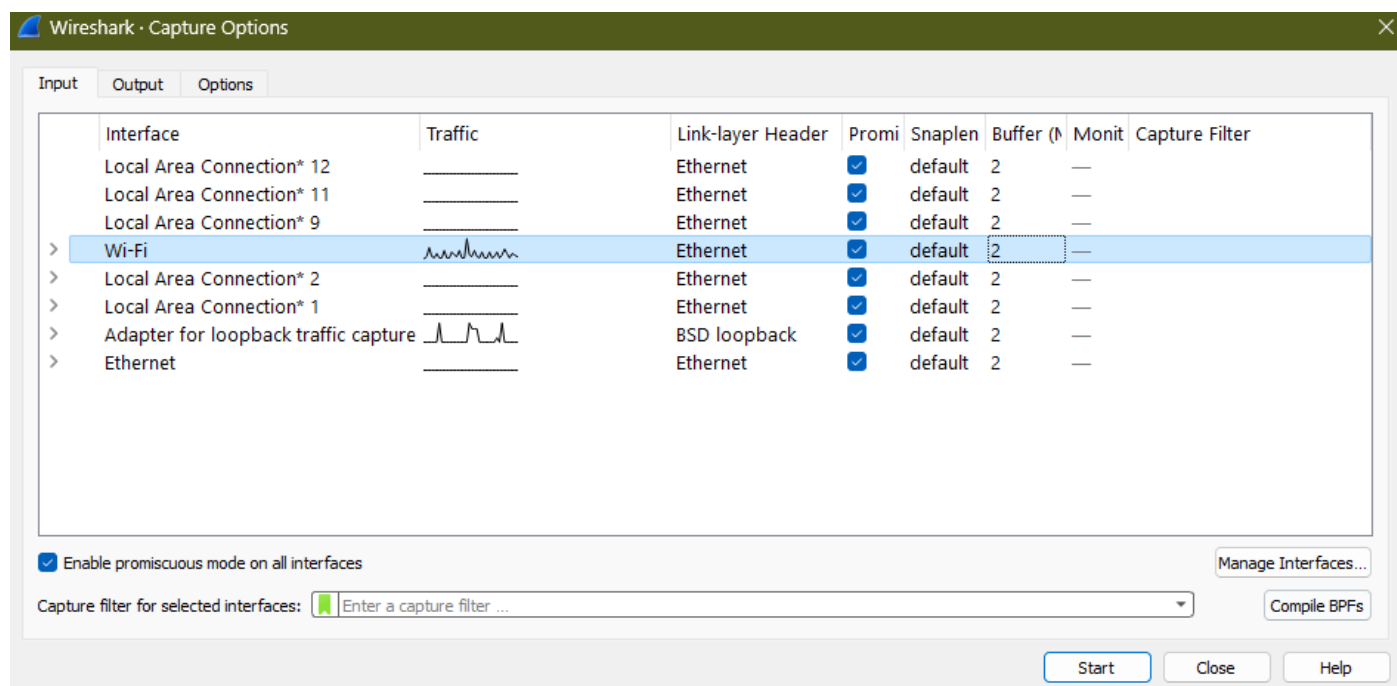 Wireshark · Capture Options
Input Output Options
Interface Traffic Link-layer Header Promi Snaplen Buffer (M Monit Capture Filter
Local Area Connection* 12 Ethernet default 2 —
Local Area Connection* 11 Ethernet default 2 —
Local Area Connection* 9 Ethernet default 2 —
Wi-Fi Ethernet default 2 —
Local Area Connection* 2 Ethernet default 2 —
Local Area Connection* 1 Ethernet default 2 —
Adapter for loopback traffic capture BSD loopback default 2 —
Ethernet Ethernet default 2 —
Enable promiscuous mode on all interfaces Manage Interfaces...
Capture filter for selected interfaces: Enter a capture filter ... Compile BPFs
Start Close Help